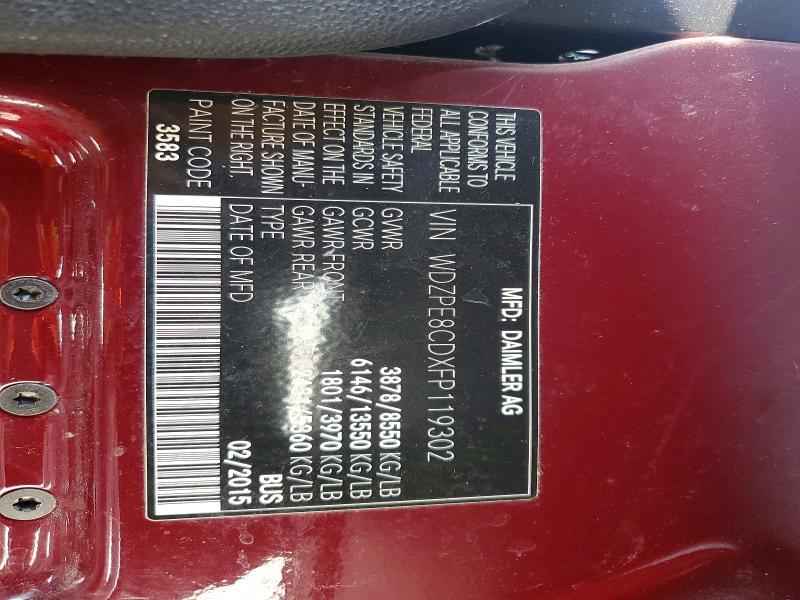 MFD: DAIMLER AG
THIS VEHICLE
CONFORMS TO
ALL APPLICABLE
FEDERAL
VEHICLE SAFETY
STANDARDS IN
EFFECT ON THE
DATE OF MANU-
FACTURE SHOWN
ON THE RIGHT.
PAINT CODE
3583
VIN WDZPE8CDXFP119302
GVWR 3878/8550 KG/LB
GCWR 6146/13550 KG/LB
GAWR FRONT 1801/3970 KG/LB
GAWR REAR KG/LB
TYPE BUS
DATE OF MFD 02/2015